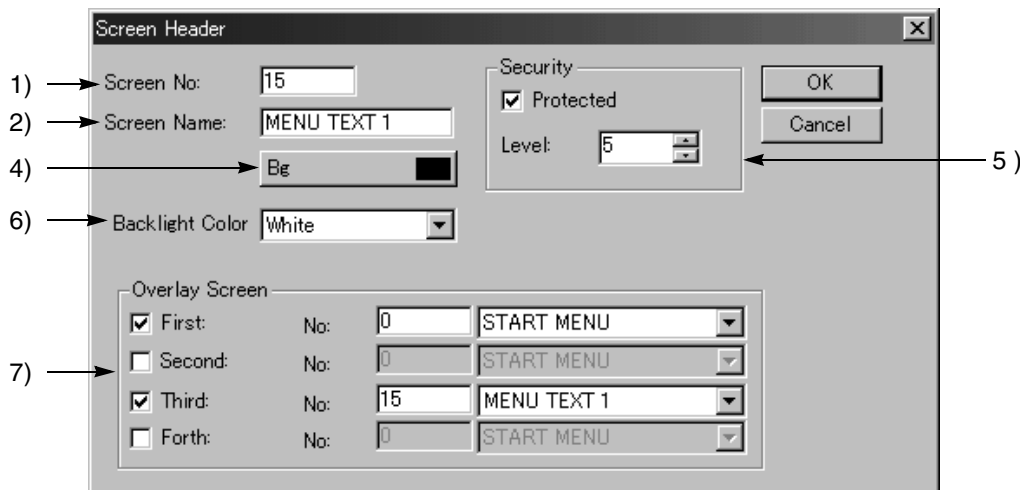 Screen Header
1) Screen No: 15
2) Screen Name: MENU TEXT 1
4) Bg
6) Backlight Color White
Security
Protected
Level: 5
5 )
OK
Cancel
7)
Overlay Screen
First: No: 0 START MENU
Second: No: 0 START MENU
Third: No: 15 MENU TEXT 1
Forth: No: 0 START MENU